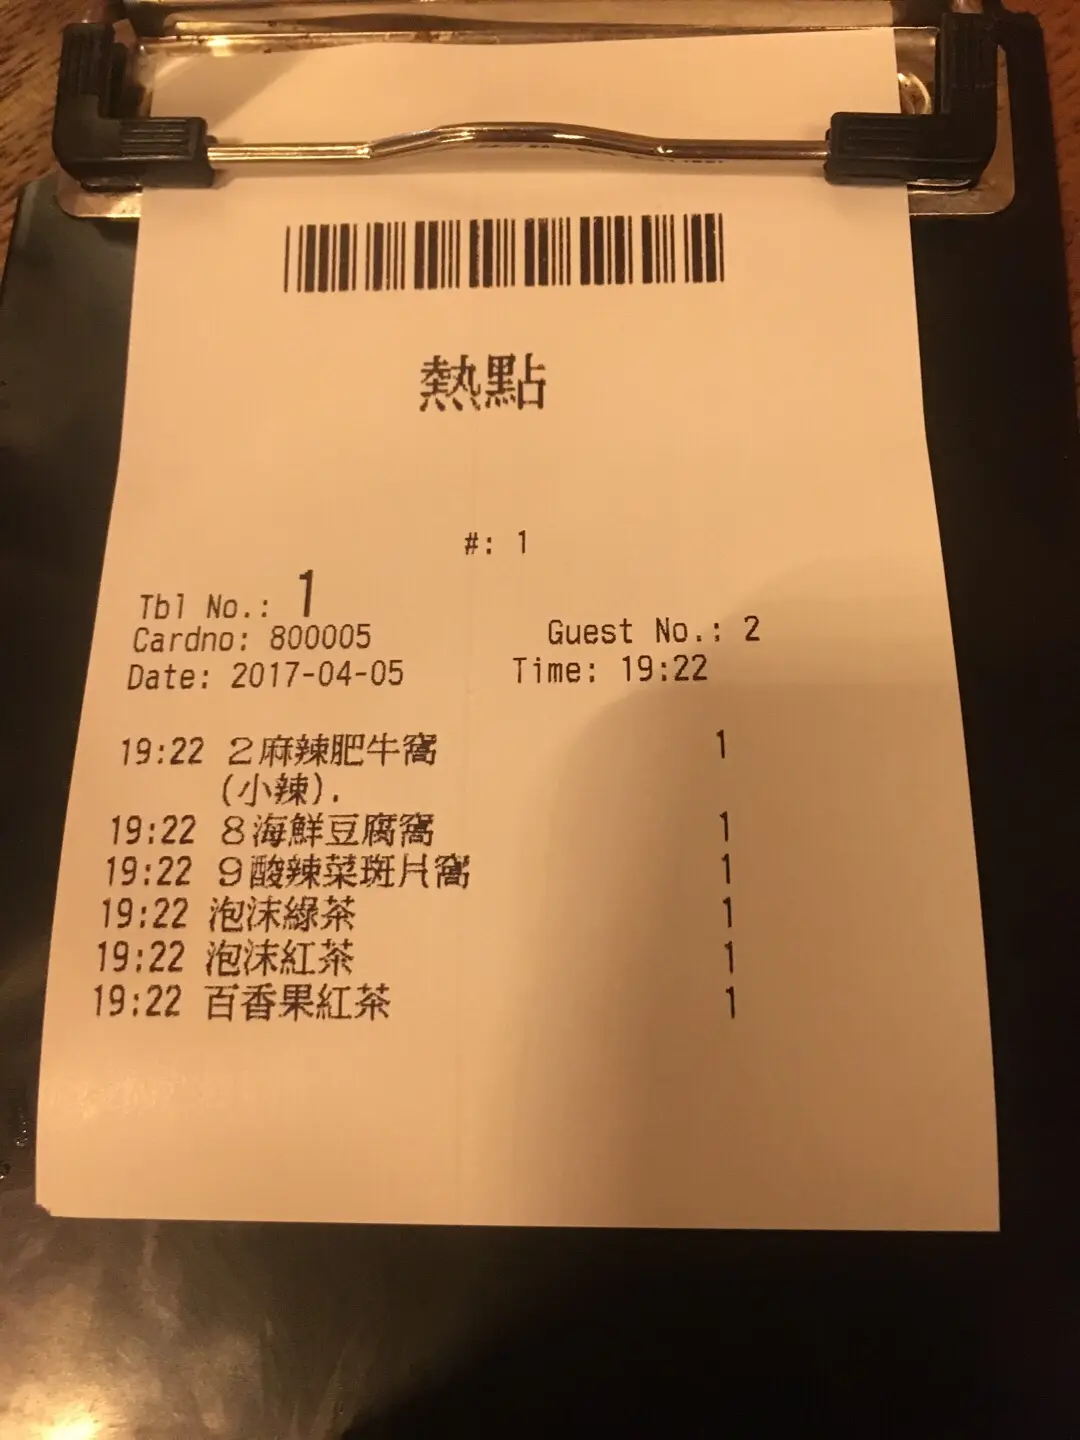 熱點
#: 1
Tbl No.: 1
Cardno: 800005 Guest No.: 2
Date: 2017-04-05 Time: 19:22
19:22 2麻辣肥牛窩 1
(小辣).
19:22 8海鮮豆腐窩 1
19:22 9酸辣菜斑片窩 1
19:22 泡沫綠茶 1
19:22 泡沫紅茶 1
19:22 百香果紅茶 1